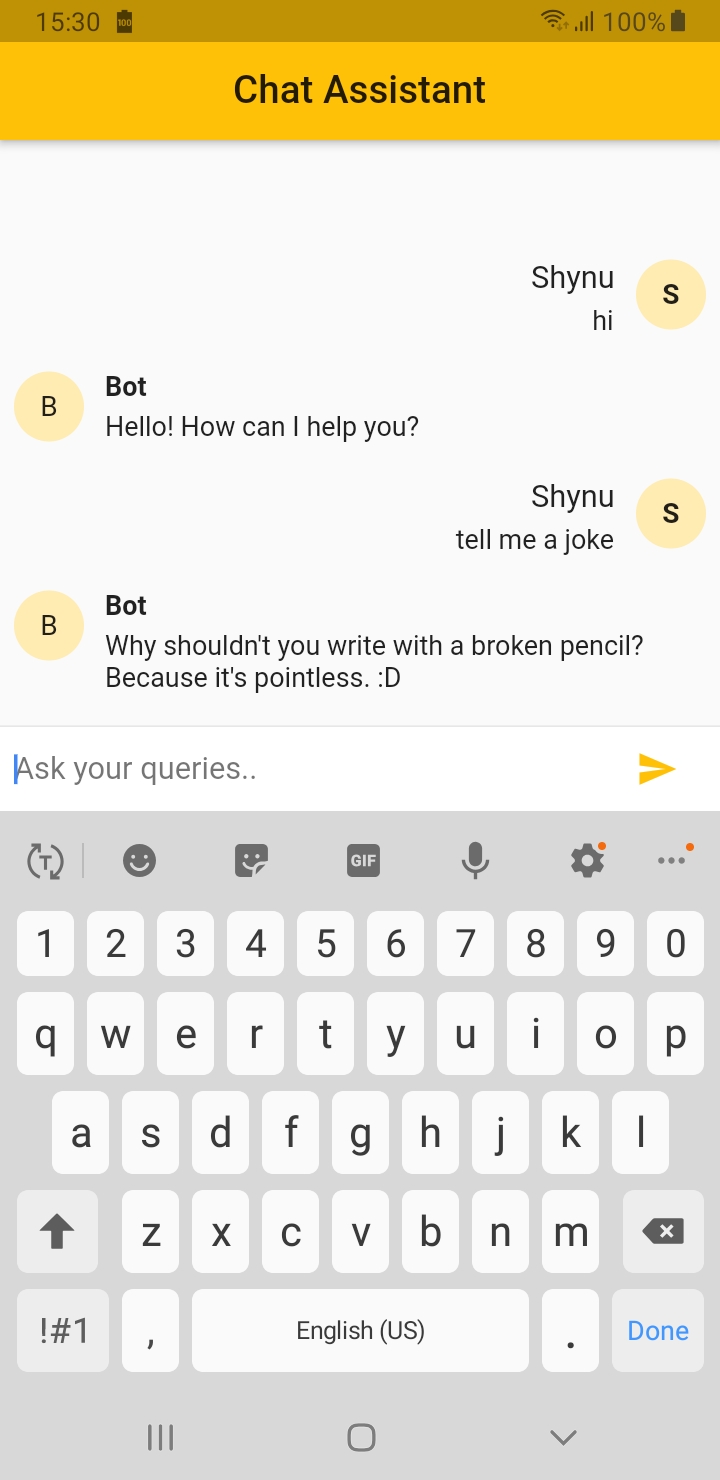 15:30 100 100%
Chat Assistant
Shynu
S
hi
Bot
B
Hello! How can I help you?
Shynu
S
tell me a joke
Bot
B
Why shouldn't you write with a broken pencil?
Because it's pointless. :D
Ask your queries..
T GIF
1 2 3 4 5 6 7 8 9 0
q w e r t y u i o p
a s d f g h j k l
z x c v b n m
!#1 , English (US) . Done